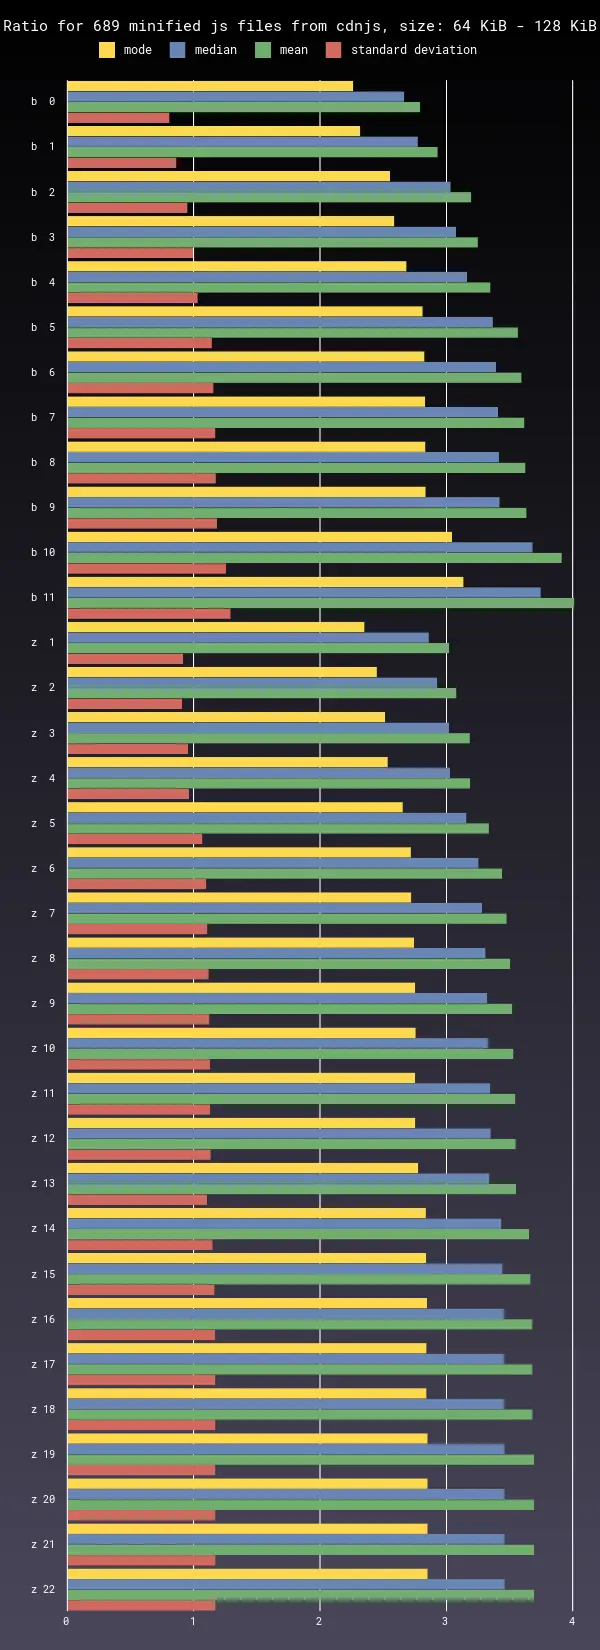 Ratio for 689 minified js files from cdnjs, size: 64 KiB - 128 KiB
mode median mean standard deviation
b 0
b 1
b 2
b 3
b 4
b 5
b 6
b 7
b 8
b 9
b 10
b 11
z 1
z 2
z 3
z 4
z 5
z 6
z 7
z 8
z 9
z 10
z 11
z 12
z 13
z 14
z 15
z 16
z 17
z 18
z 19
z 20
z 21
z 22
0 1 2 3 4